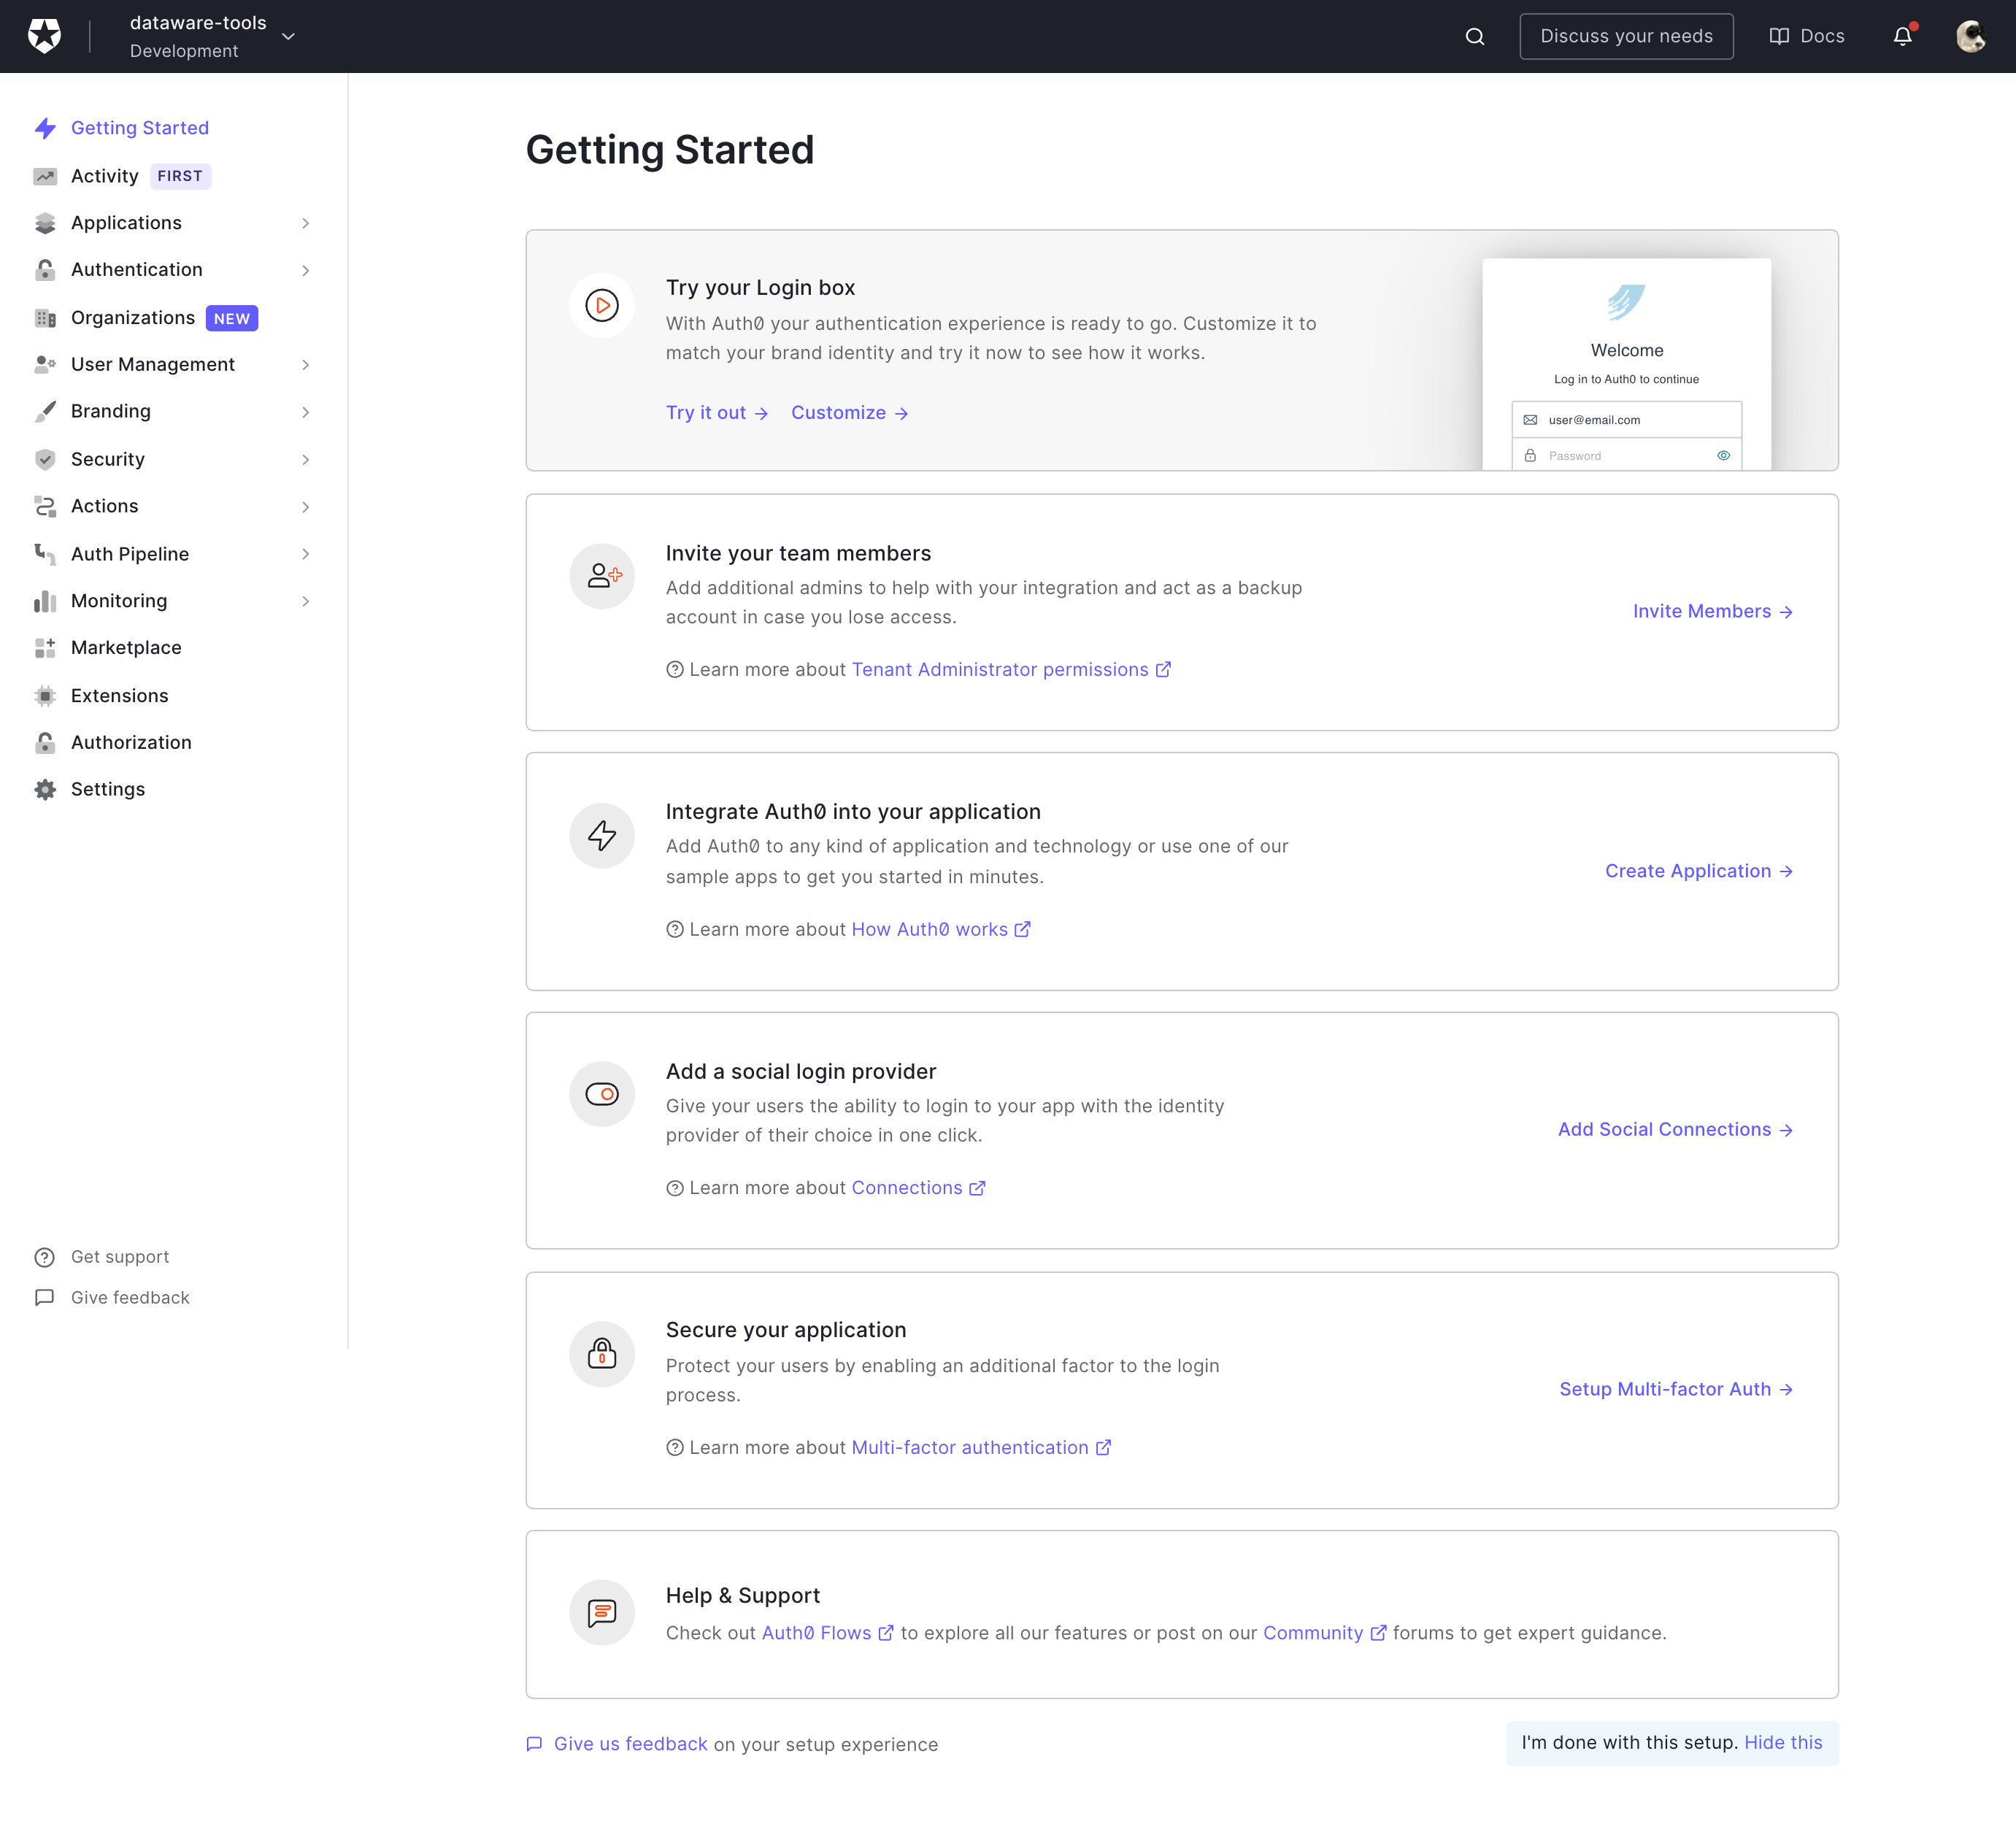 dataware-tools
Development
Discuss your needs
Docs
Getting Started
Activity FIRST
Applications
Authentication
Organizations NEW
User Management
Branding
Security
Actions
Auth Pipeline
Monitoring
Marketplace
Extensions
Authorization
Settings
Get support
Give feedback
Getting Started
Try your Login box
With Auth0 your authentication experience is ready to go. Customize it to
match your brand identity and try it now to see how it works.
Try it out → Customize →
Welcome
Log in to Auth0 to continue
user@email.com
Password
Invite your team members
Add additional admins to help with your integration and act as a backup
account in case you lose access.
Learn more about Tenant Administrator permissions
Invite Members →
Integrate Auth0 into your application
Add Auth0 to any kind of application and technology or use one of our
sample apps to get you started in minutes.
Learn more about How Auth0 works
Create Application →
Add a social login provider
Give your users the ability to login to your app with the identity
provider of their choice in one click.
Learn more about Connections
Add Social Connections →
Secure your application
Protect your users by enabling an additional factor to the login
process.
Learn more about Multi-factor authentication
Setup Multi-factor Auth →
Help & Support
Check out Auth0 Flows to explore all our features or post on our Community forums to get expert guidance.
Give us feedback on your setup experience
I'm done with this setup. Hide this